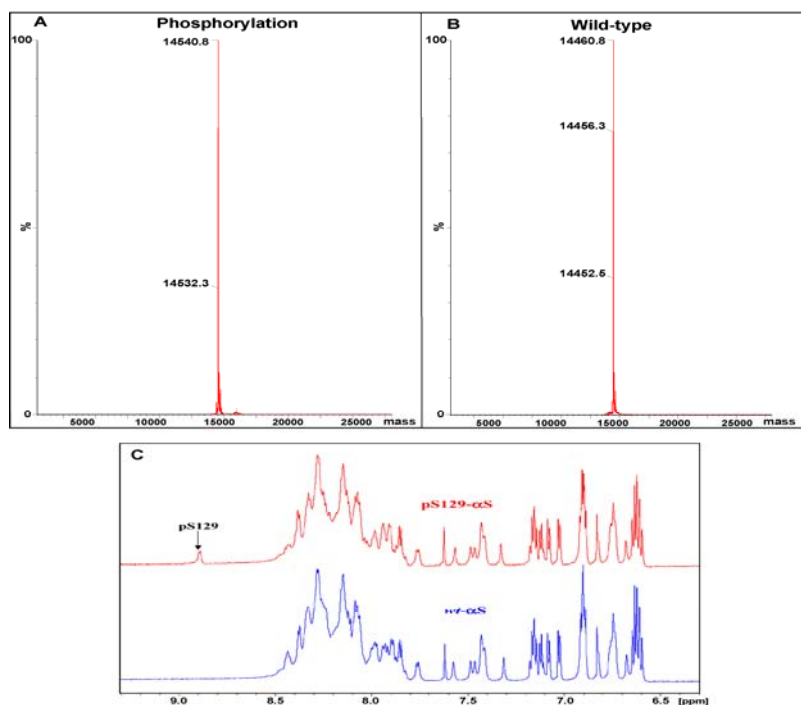 A Phosphorylation
100
14540.8
%
14532.3
0
5000 10000 15000 20000 25000 mass
B Wild-type
100
14460.8
14456.3
%
14452.5
0
5000 10000 15000 20000 25000 mass
C
pS129-αS
pS129
wt-αS
9.0 8.5 8.0 7.5 7.0 6.5 [ppm]